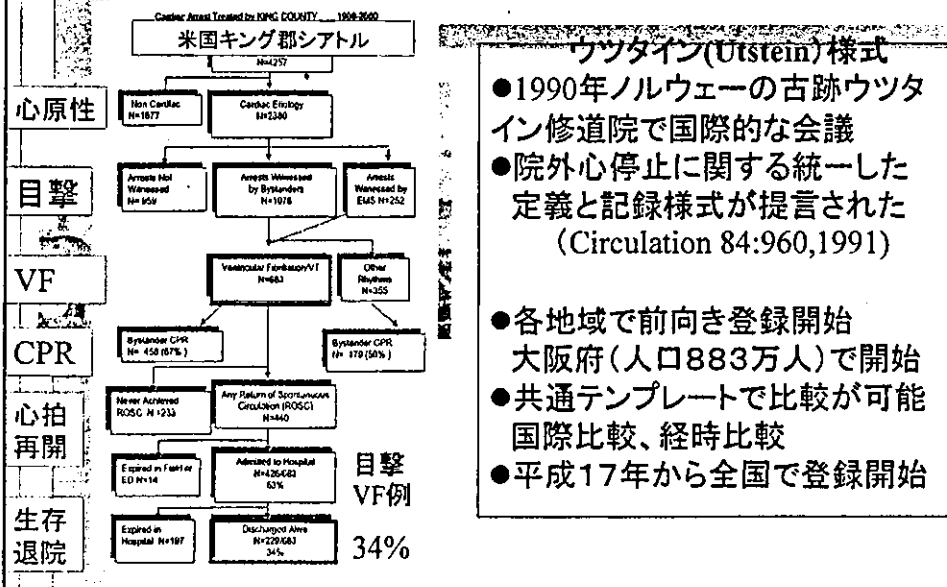 Cardiac Arrest Treated by KING COUNTY 1999-2000
米国キング郡シアトル
N=4257
心原性
Non Cardiac
N=1877
Cardiac Etiology
N=2380
目撃
Arrests Not
Witnessed
N= 959
Arrests Witnessed
by Bystanders
N=1078
Arrests
Witnessed by
EMS N=252
VF
Ventricular Fibrillation/VT
N=683
Other
Rhythms
N=355
CPR
Bystander CPR
N= 458 (67%)
Bystander CPR
N= 179 (50%)
心拍
再開
Never Achieved
ROSC N =233
Any Return of Spontaneous
Circulation (ROSC)
N=440
Expired in Field or
ED N=14
Admitted to Hospital
N=426/683
63%
目撃
VF例
生存
退院
Expired in
Hospital N=197
Discharged Alive
N=229/683
34%
34%
ウツタイン(Utstein)様式
●1990年ノルウェーの古跡ウツタ
イン修道院で国際的な会議
●院外心停止に関する統一した
定義と記録様式が提言された
(Circulation 84:960,1991)
●各地域で前向き登録開始
大阪府(人口883万人)で開始
●共通テンプレートで比較が可能
国際比較、経時比較
●平成17年から全国で登録開始